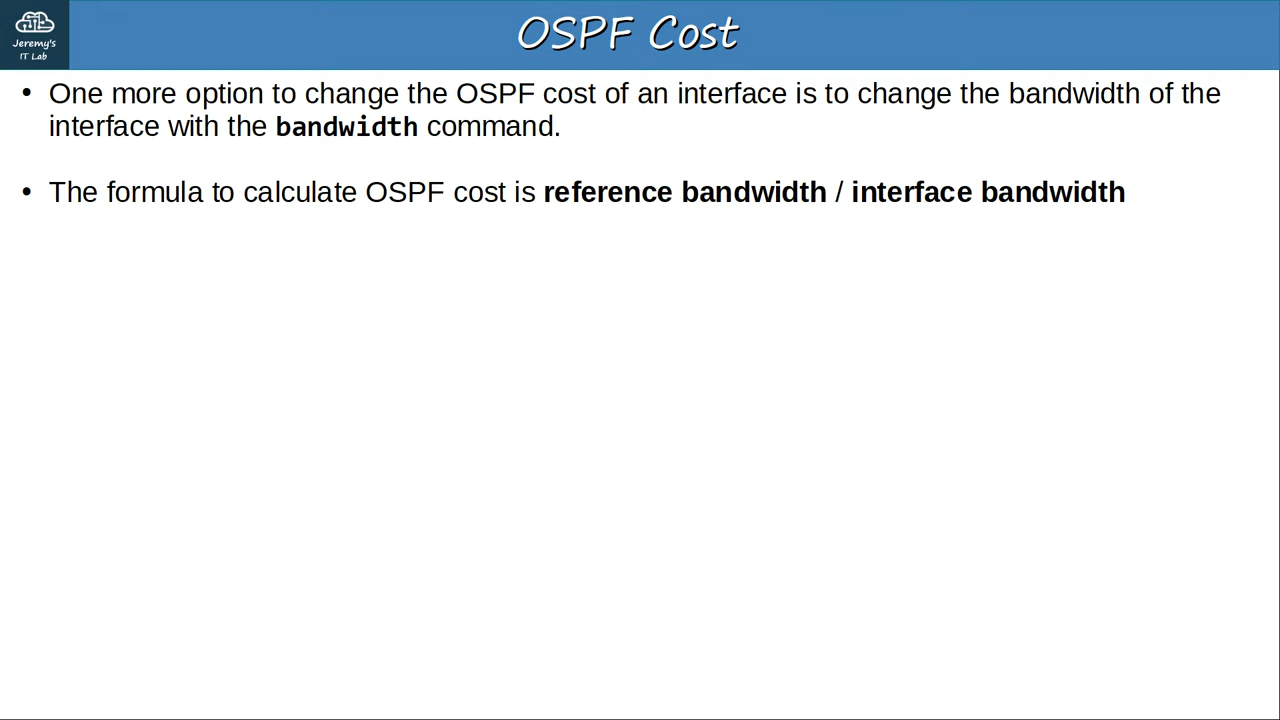 Jeremy's
IT Lab
OSPF Cost
• One more option to change the OSPF cost of an interface is to change the bandwidth of the
interface with the bandwidth command.
• The formula to calculate OSPF cost is reference bandwidth / interface bandwidth